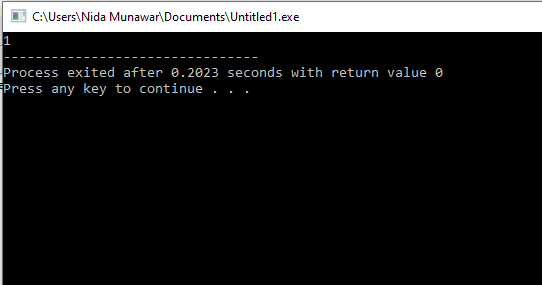 C:\Users\Nida Munawar\Documents\Untitled1.exe
1
--------------------------------
Process exited after 0.2023 seconds with return value 0
Press any key to continue . . .